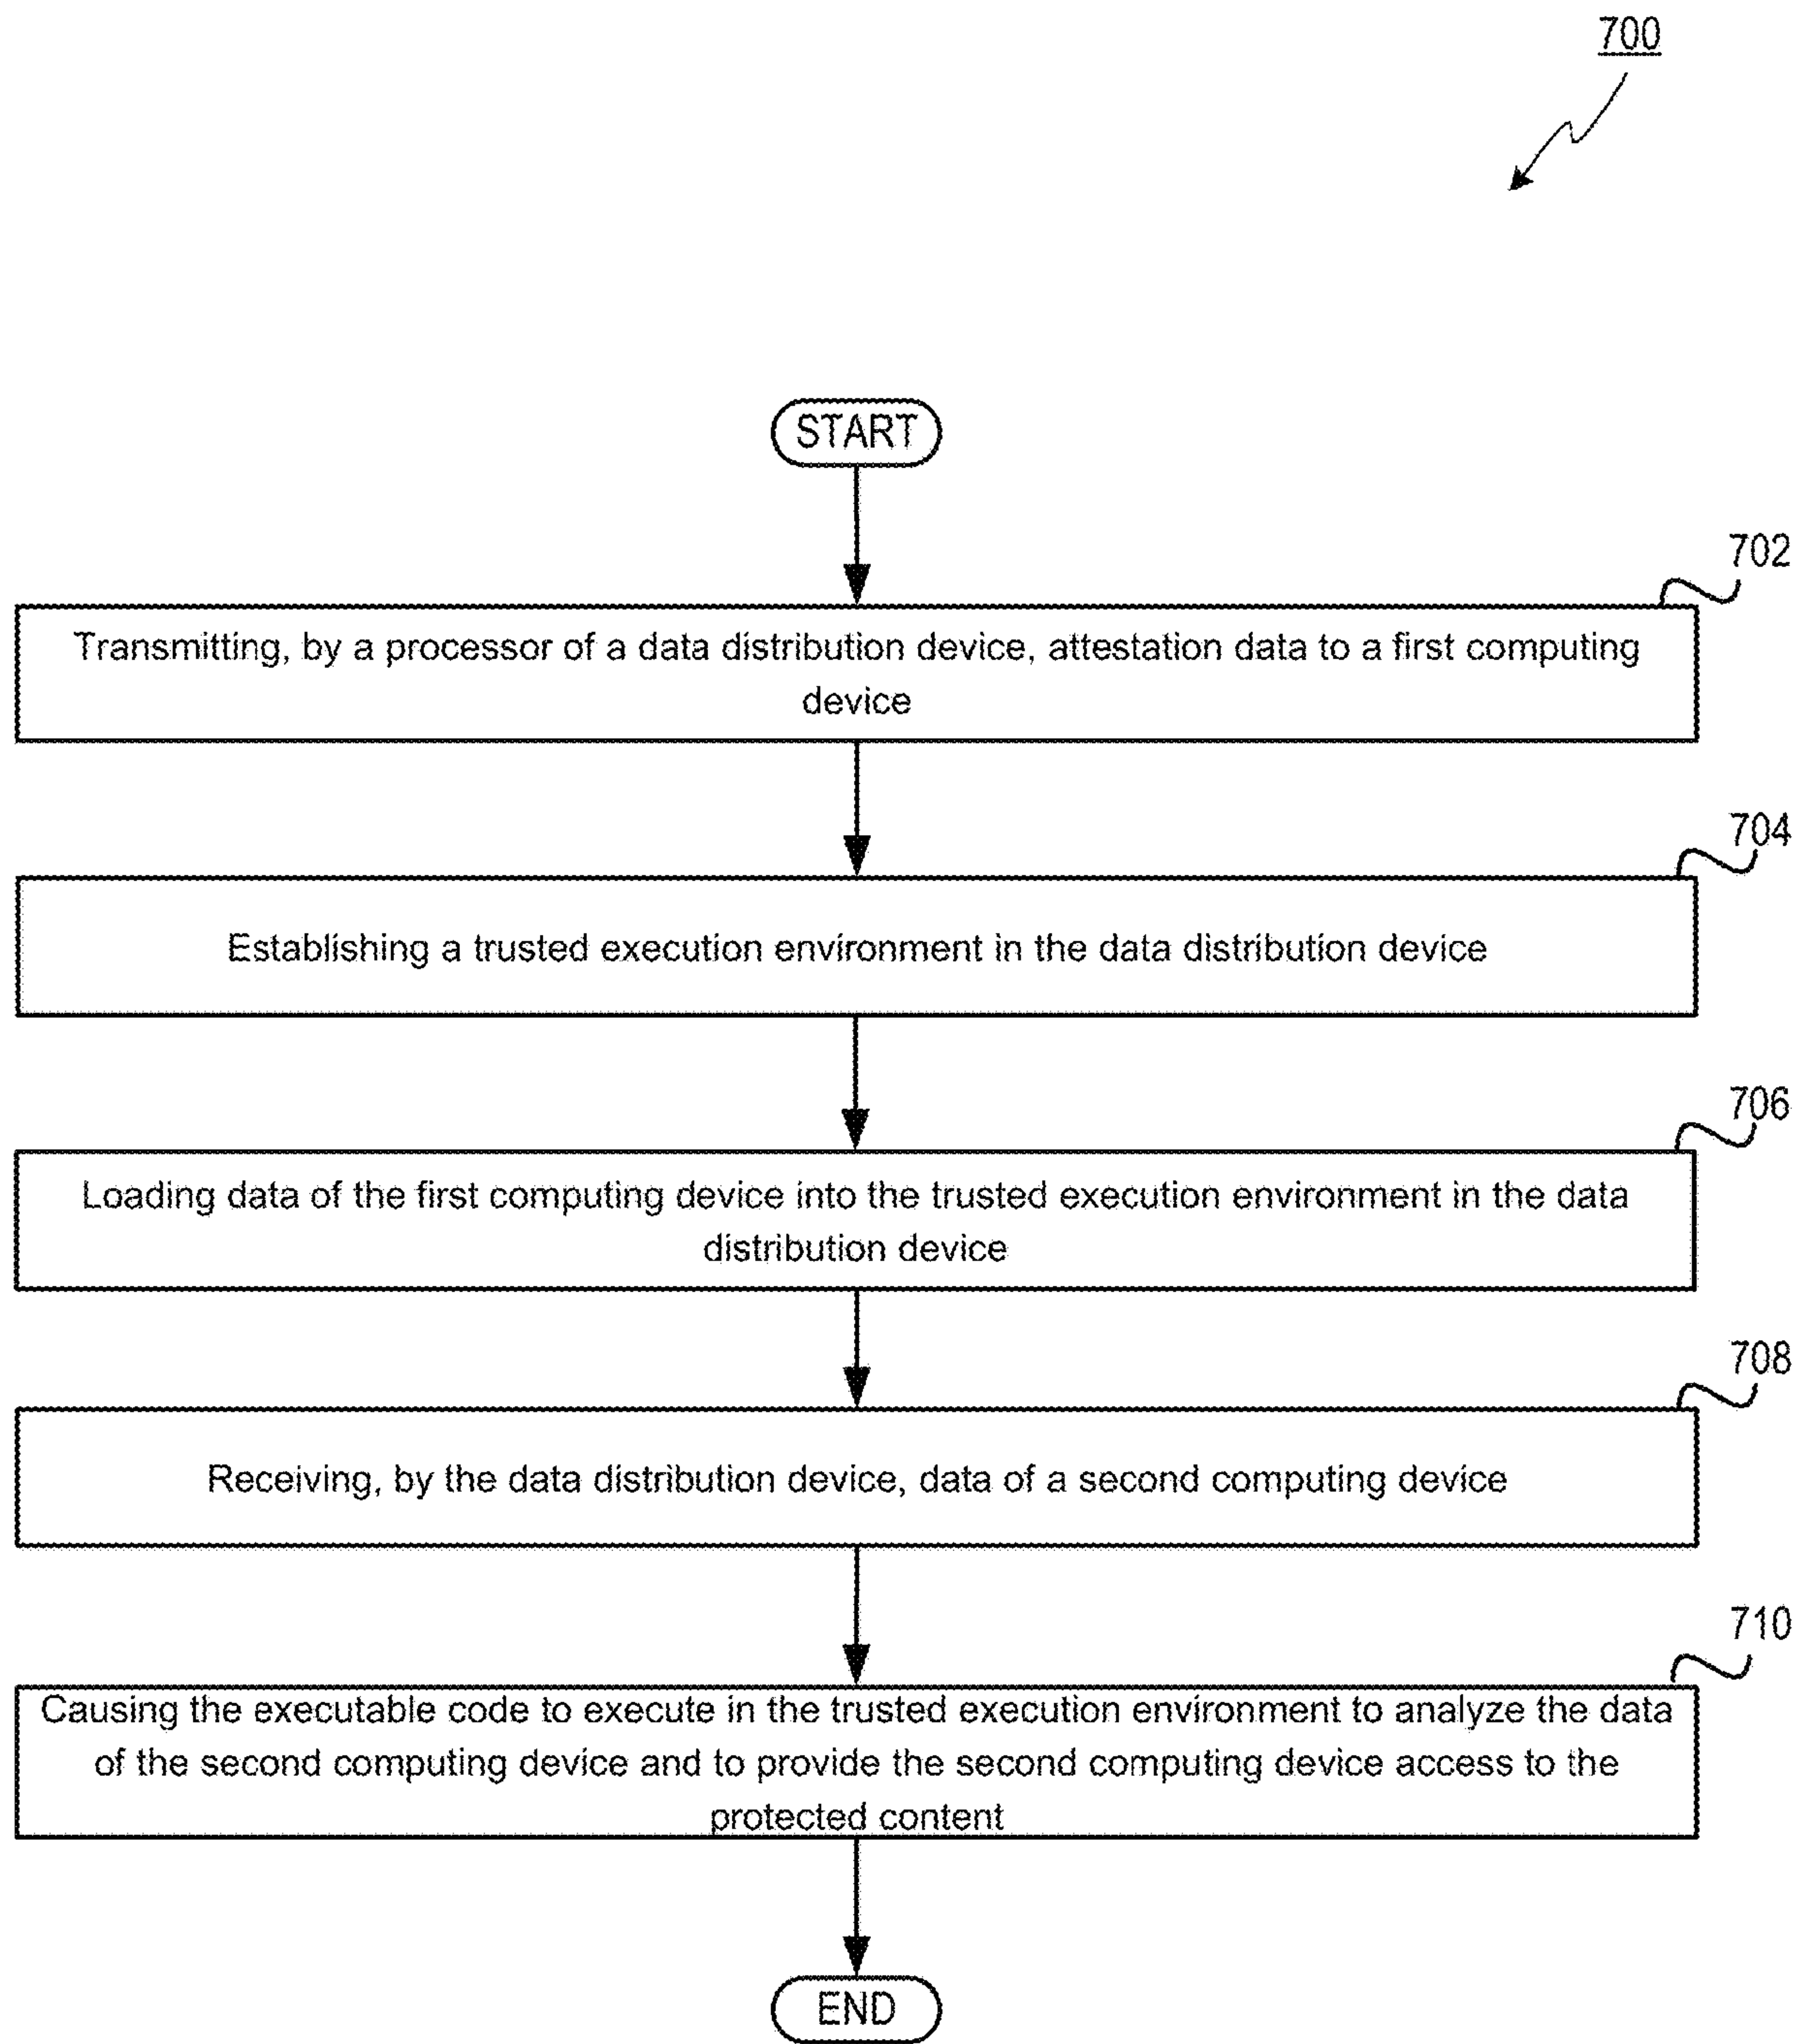 700
START
702
Transmitting, by a processor of a data distribution device, attestation data to a first computing
device
704
Establishing a trusted execution environment in the data distribution device
706
Loading data of the first computing device into the trusted execution environment in the data
distribution device
708
Receiving, by the data distribution device, data of a second computing device
710
Causing the executable code to execute in the trusted execution environment to analyze the data
of the second computing device and to provide the second computing device access to the
protected content
END